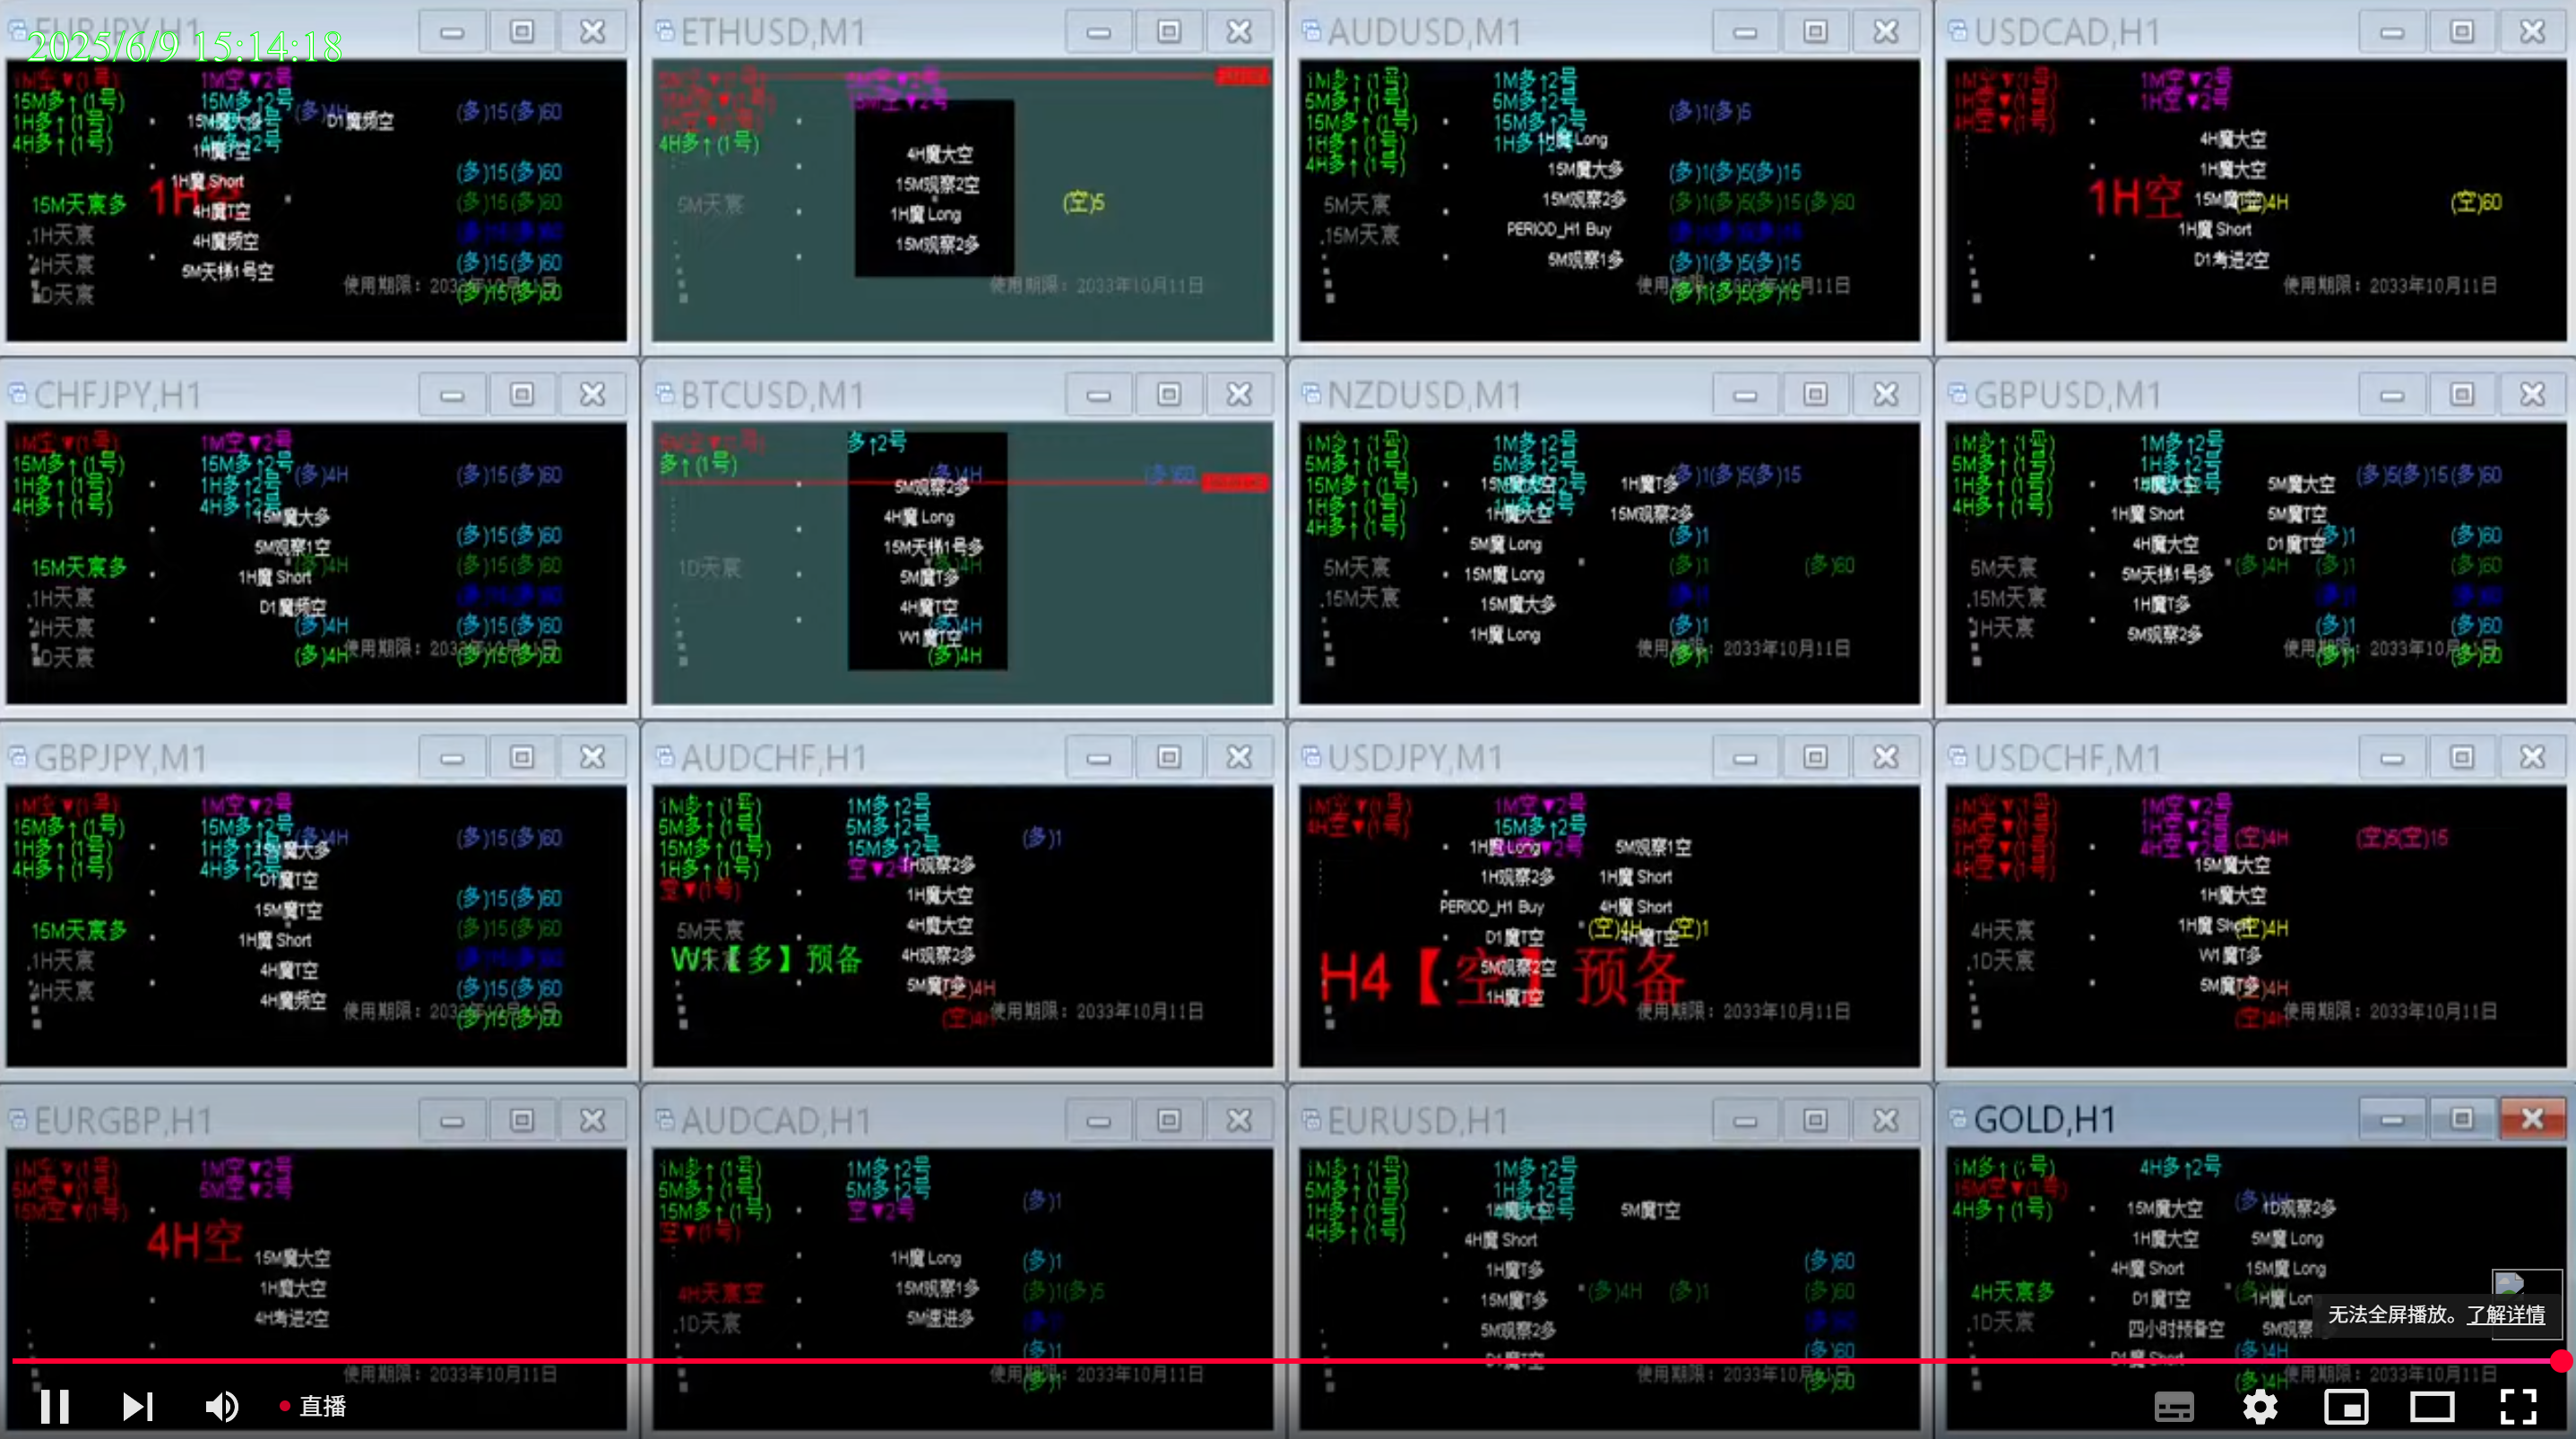 EURJPY,H1
2025/6/9 15:14:18
1M空▼(1号) 1M空▼2号
15M多↑(1号) 15M多↑2号 (多)4H (多)15(多)60
1H多↑(1号) 15M魔大多 D1魔频空
4H多↑(1号) 4H多↑2号
1H魔T空
(多)15(多)60
1H魔 Short
15M天宸多 1H空 4H魔T空 (多)15(多)60
.1H天宸 4H魔频空
4H天宸 5M天梯1号空 (多)15(多)60
使用期限：2033年10月11日
D天宸 (多)15(多)60
ETHUSD,M1
4H多↑(1号)
15M空▼2号
4H魔大空
15M观察2空
5M天宸 1H魔 Long (空)5
15M观察2多
使用期限：2033年10月11日
AUDUSD,M1
1M多↑(1号) 1M多↑2号
5M多↑(1号) 5M多↑2号 (多)1(多)5
15M多↑(1号) 15M多↑2号
1H多↑(1号) 1H多↑2号 1H魔 Long
4H多↑(1号) 15M魔大多 (多)1(多)5(多)15
5M天宸 15M观察2多 (多)1(多)5(多)15(多)60
.15M天宸 PERIOD_H1 Buy
5M观察1多 (多)1(多)5(多)15
使用期限：2033年10月11日
(多)1(多)5(多)15
USDCAD,H1
1M空▼(1号) 1M空▼2号
1H空▼(1号) 1H空▼2号
4H空▼(1号)
4H魔大空
1H魔大空
1H空 (空)4H (空)60
1H魔 Short
D1考进2空
使用期限：2033年10月11日
CHFJPY,H1
1M空▼(1号) 1M空▼2号
15M多↑(1号) 15M多↑2号 (多)4H (多)15(多)60
1H多↑(1号) 1H多↑2号
4H多↑(1号) 4H多↑2号
15M魔大多
5M观察1空 (多)15(多)60
15M天宸多 1H魔 Short (多)4H (多)15(多)60
.1H天宸 D1魔频空
4H天宸 (多)4H (多)15(多)60
D天宸 (多)4H 使用期限：2033年10月11日 (多)15(多)60
BTCUSD,M1
多↑2号
多↑(1号) (多)4H (多)60
5M观察2多
4H魔 Long
15M天梯1号多
1D天宸 5M魔T多
4H魔T空
(多)4H
W1魔T空
(多)4H
NZDUSD,M1
1M多↑(1号) 1M多↑2号
5M多↑(1号) 5M多↑2号 (多)1(多)5(多)15
15M多↑(1号) 15M魔大空 1H魔T多
1H多↑(1号) 1H魔大空 15M观察2多
4H多↑(1号) (多)1
5M魔 Long
5M天宸 15M魔 Long (多)1 (多)60
.15M天宸 15M魔大多
1H魔 Long (多)1
使用期限：2033年10月11日
GBPUSD,M1
1M多↑(1号) 1M多↑2号
5M多↑(1号) 1H多↑2号 (多)5(多)15(多)60
1H多↑(1号) 1H魔大空 5M魔大空
4H多↑(1号) 1H魔 Short 5M魔T空
4H魔大空 D1魔T空 (多)1 (多)60
5M天宸 5M天梯1号多 (多)4H (多)1 (多)60
.15M天宸 1H魔T多
1H天宸 5M观察2多 (多)1 (多)60
使用期限：2033年10月11日
(多)1 (多)60
GBPJPY,M1
1M空▼(1号) 1M空▼2号
15M多↑(1号) 15M多↑2号 (多)4H (多)15(多)60
1H多↑(1号) 15M魔大多
4H多↑(1号) 4H多↑2号
D1魔T空 (多)15(多)60
15M魔T空
15M天宸多 1H魔 Short (多)15(多)60
.1H天宸 4H魔T空
4H天宸 4H魔频空 (多)15(多)60
使用期限：2033年10月11日
(多)15(多)60
AUDCHF,H1
1M多↑(1号) 1M多↑2号
5M多↑(1号) 5M多↑2号 (多)1
15M多↑(1号) 15M多↑2号
1H多↑(1号) 空▼2号 1H观察2多
空▼(1号) 1H魔大空
5M天宸 4H魔大空
W1【多】预备 4H观察2多
5M魔T多 (空)4H
(空)4H 使用期限：2033年10月11日
USDJPY,M1
1M空▼(1号) 1M空▼2号
4H空▼(1号) 15M多↑2号
1H魔 Long 5M观察1空
1H观察2多 1H魔 Short
PERIOD_H1 Buy 4H魔 Short
D1魔T空 (空)4H 4H魔T空 (空)1
H4【空】预备
5M观察2空
1H魔T空
使用期限：2033年10月11日
USDCHF,M1
1M空▼(1号) 1M空▼2号
5M空▼(1号) 1H空▼2号 (空)4H (空)5(空)15
1H空▼(1号) 4H空▼2号
4H空▼(1号) 15M魔大空
1H魔大空
4H天宸 1H魔 Short (空)4H
.1D天宸 W1魔T多
5M魔T多 (空)4H
(空)4H 使用期限：2033年10月11日
EURGBP,H1
1M空▼(1号) 1M空▼2号
5M空▼(1号) 5M空▼2号
15M空▼(1号)
4H空
15M魔大空
1H魔大空
4H考进2空
使用期限：2033年10月11日
AUDCAD,H1
1M多↑(1号) 1M多↑2号
5M多↑(1号) 5M多↑2号 (多)1
15M多↑(1号) 空▼2号
空▼(1号)
1H魔 Long (多)1
4H天宸空 15M观察1多 (多)1(多)5
.1D天宸 5M速进多
(多)1
使用期限：2033年10月11日
(多)1
EURUSD,H1
1M多↑(1号) 1M多↑2号
5M多↑(1号) 1H多↑2号
1H多↑(1号) 1H魔大空 5M魔T空
4H多↑(1号) 4H魔 Short
1H魔T多 (多)60
15M魔T多 (多)4H (多)1 (多)60
5M观察2多
D1魔T空 (多)60
使用期限：2033年10月11日
(多)60
GOLD,H1
1M多↑(1号) 4H多↑2号
15M空▼(1号) (多)4H
4H多↑(1号) 15M魔大空 1D观察2多
1H魔大空 5M魔 Long
4H魔 Short 15M魔 Long
4H天宸多 D1魔T空 1H魔 Lon
.1D天宸 四小时预备空 5M观察
无法全屏播放。了解详情
D1魔 Short (多)4H
(多)4H 使用期限：2033年10月11日
直播